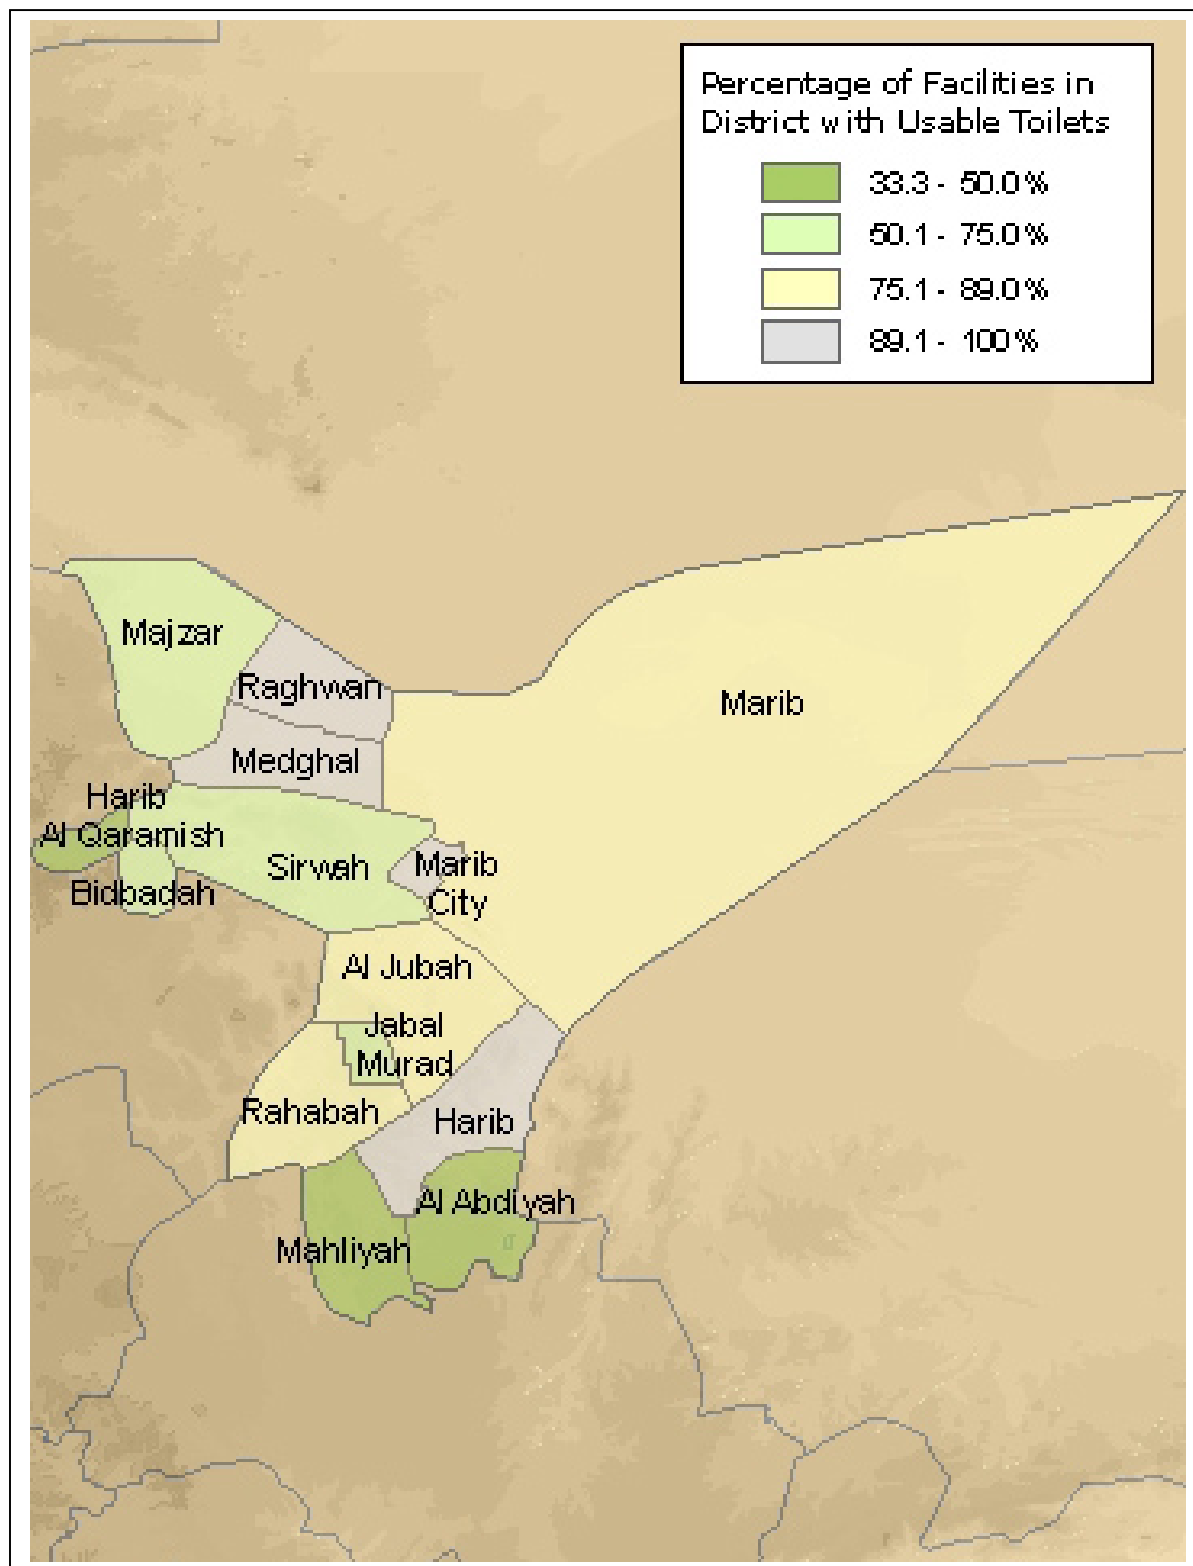 Percentage of Facilities in
District with Usable Toilets
33.3 - 50.0%
50.1 - 75.0%
75.1 - 89.0%
89.1 - 100%
Majzar
Raghwan
Marib
Medghal
Harib
Al Qaramish
Sirwah
Marib
City
Bidbadah
Al Jubah
Jabal
Murad
Rahabah
Harib
Al Abdiyah
Mahliyah